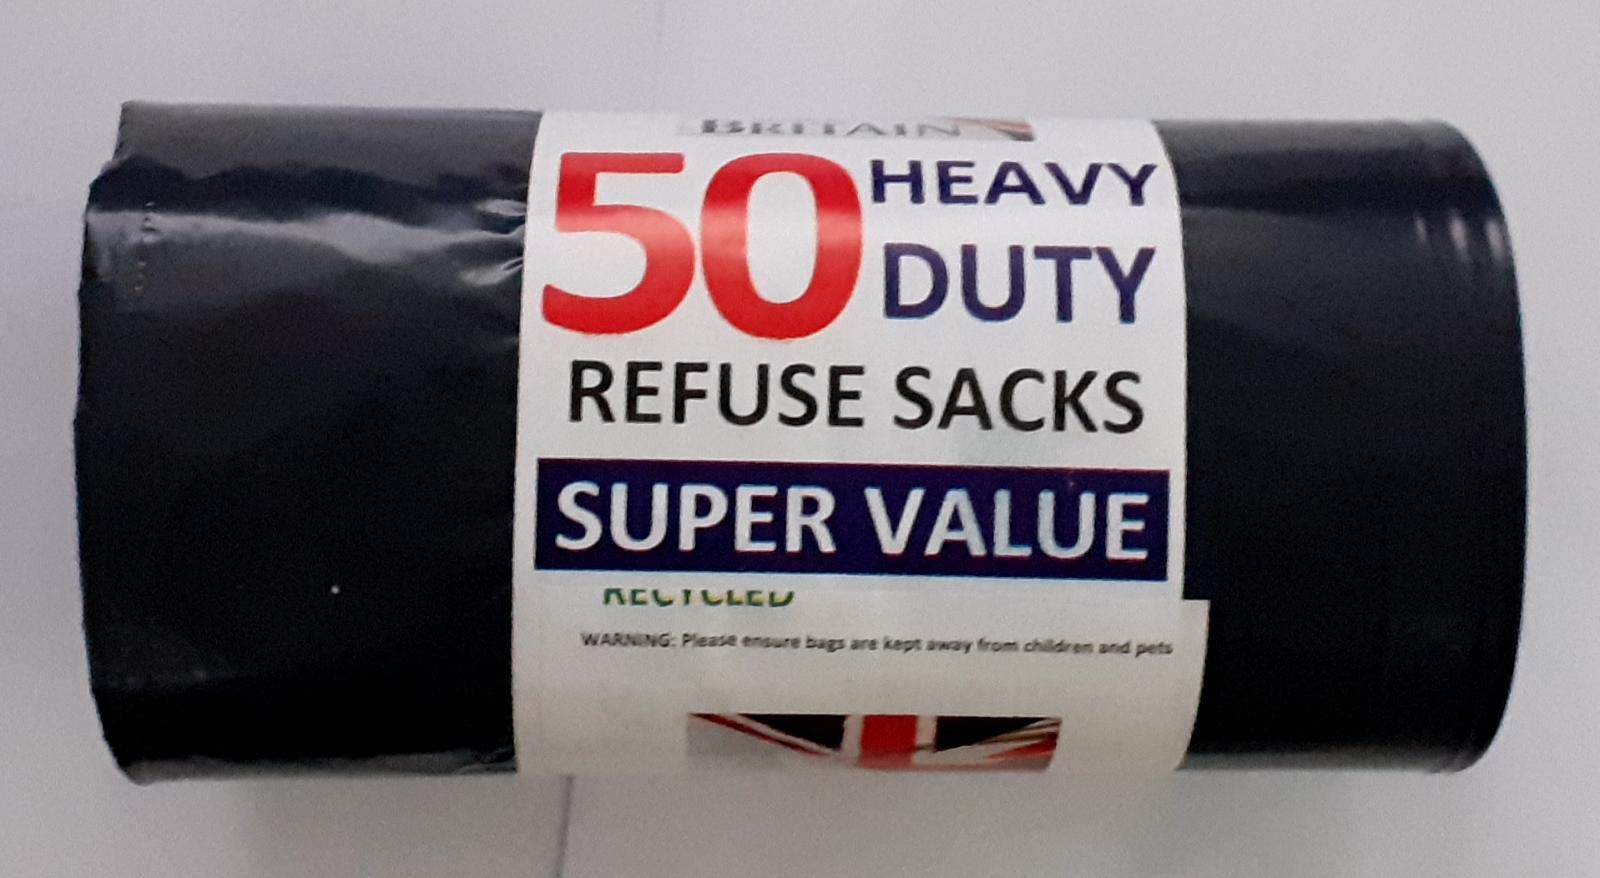 BRITAIN
50 HEAVY
DUTY
REFUSE SACKS
SUPER VALUE
RECYCLED
WARNING: Please ensure bags are kept away from children and pets